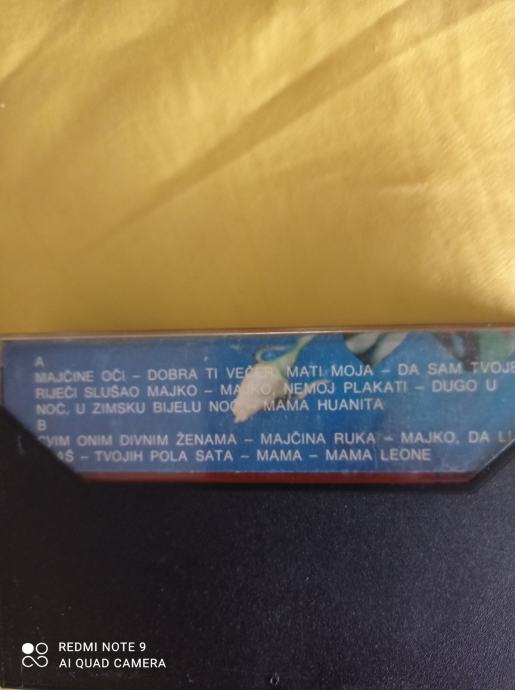 A
MAJČINE OČI – DOBRA TI VEČER, MATI MOJA – DA SAM TVOJE
RIJEČI SLUŠAO MAJKO – MAJKO, NEMOJ PLAKATI – DUGO U
NOĆ, U ZIMSKU BIJELU NOĆ – MAMA HUANITA
B
SVIM ONIM DIVNIM ŽENAMA – MAJČINA RUKA – MAJKO, DA LI
– TVOJIH POLA SATA – MAMA – MAMA LEONE
REDMI NOTE 9
AI QUAD CAMERA